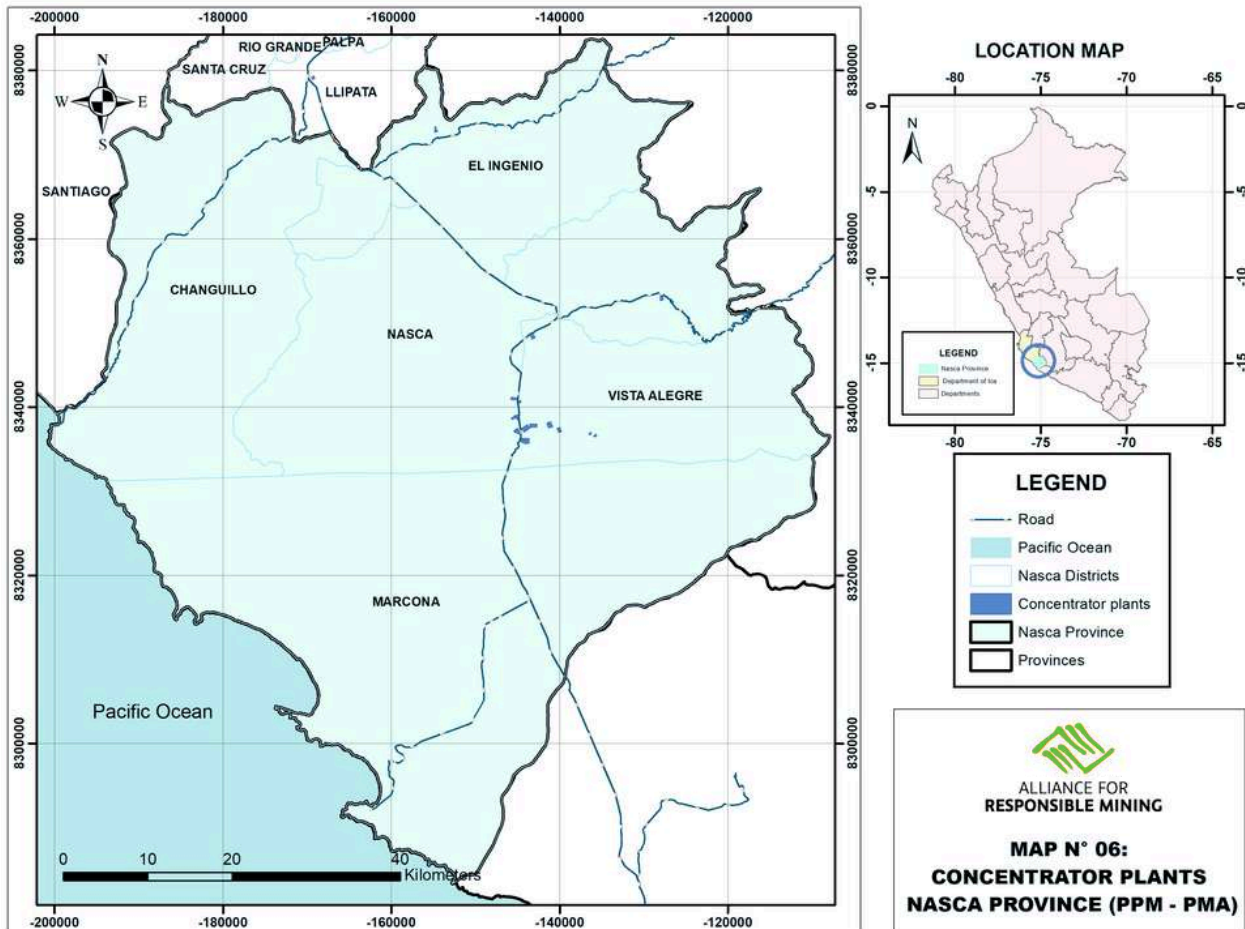 -200000 -180000 -160000 -140000 -120000
RIO GRANDE
PALPA
SANTA CRUZ
LLIPATA
N
W E
S
SANTIAGO
EL INGENIO
CHANGUILLO
NASCA
VISTA ALEGRE
MARCONA
Pacific Ocean
0 10 20 40
Kilometers
8380000
8360000
8340000
8320000
8300000
8380000
8360000
8340000
8320000
8300000
-200000 -180000 -160000 -140000 -120000
LOCATION MAP
-80 -75 -70 -65
N
0
-5
-10
-15
0
-5
-10
-15
LEGEND
Nasca Province
Department of Ica
Departments
-80 -75 -70 -65
LEGEND
Road
Pacific Ocean
Nasca Districts
Concentrator plants
Nasca Province
Provinces
ALLIANCE FOR
RESPONSIBLE MINING
MAP N° 06:
CONCENTRATOR PLANTS
NASCA PROVINCE (PPM - PMA)